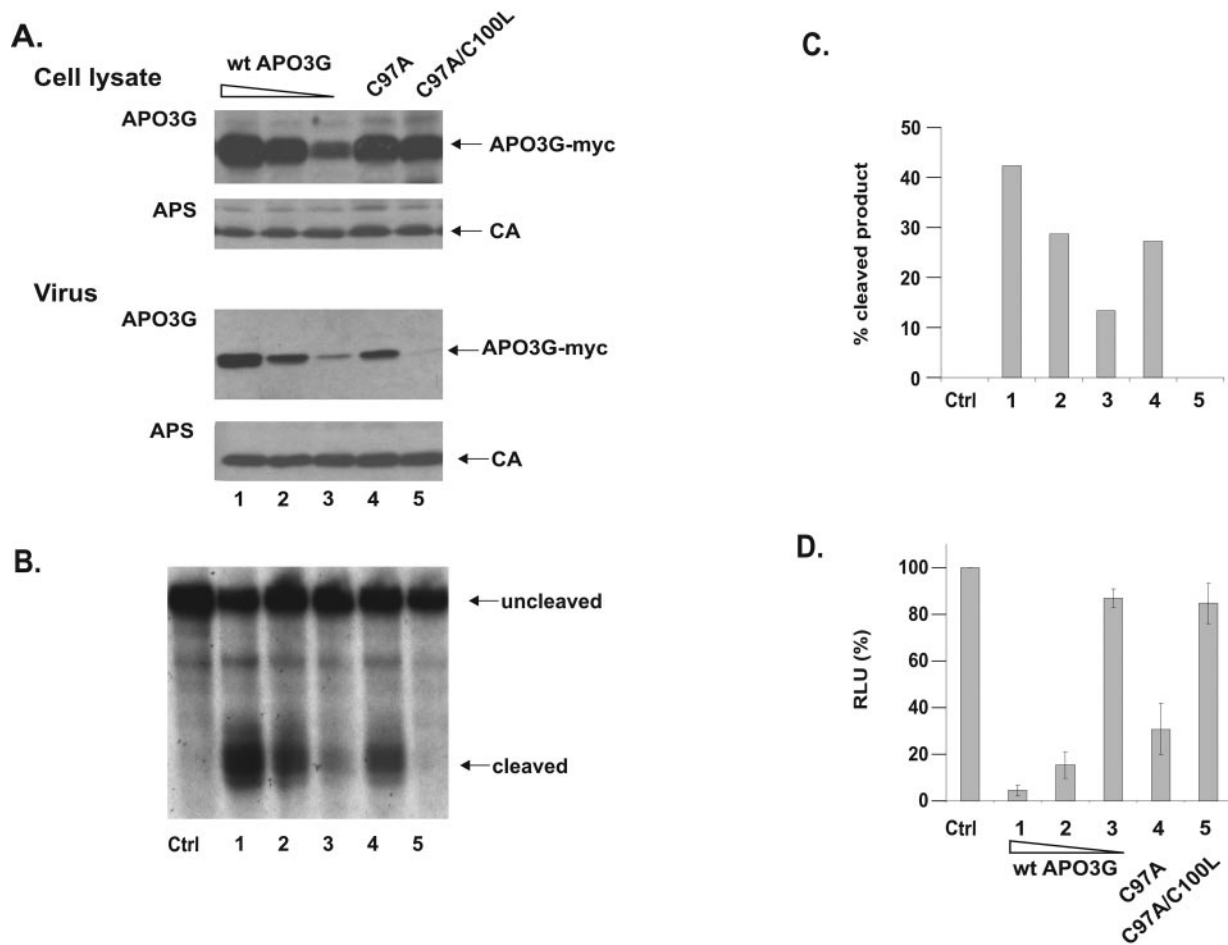 A.
Cell lysate
wt APO3G
C97A
C97A/C100L
APO3G
APO3G-myc
APS
CA
Virus
APO3G
APO3G-myc
APS
CA
1 2 3 4 5
B.
uncleaved
cleaved
Ctrl 1 2 3 4 5
C.
% cleaved product
50
40
30
20
10
0
Ctrl 1 2 3 4 5
D.
RLU (%)
100
80
60
40
20
0
Ctrl 1 2 3 4 5
wt APO3G
C97A
C97A/C100L